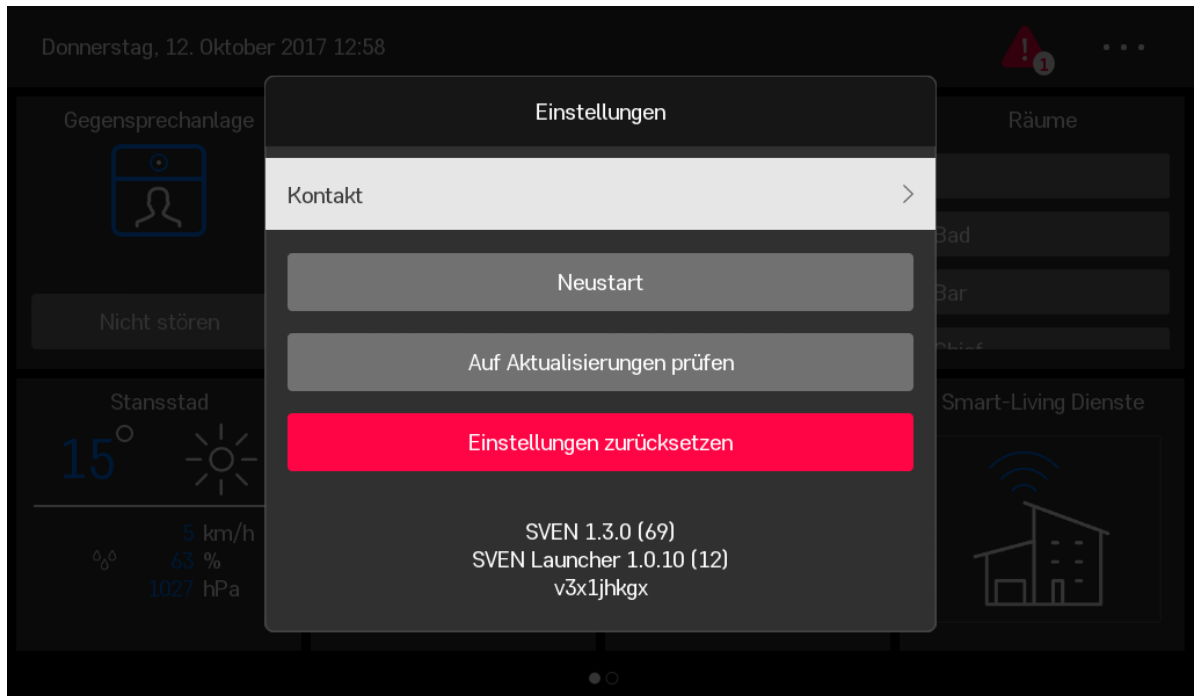 Donnerstag, 12. Oktober 2017 12:58
!
1
Einstellungen
Kontakt
Neustart
Auf Aktualisierungen prüfen
Einstellungen zurücksetzen
SVEN 1.3.0 (69)
SVEN Launcher 1.0.10 (12)
v3x1jhkgx
Gegensprechanlage
Nicht stören
Räume
Bad
Bar
Stansstad
15°
5 km/h
63 %
1027 hPa
Smart-Living Dienste